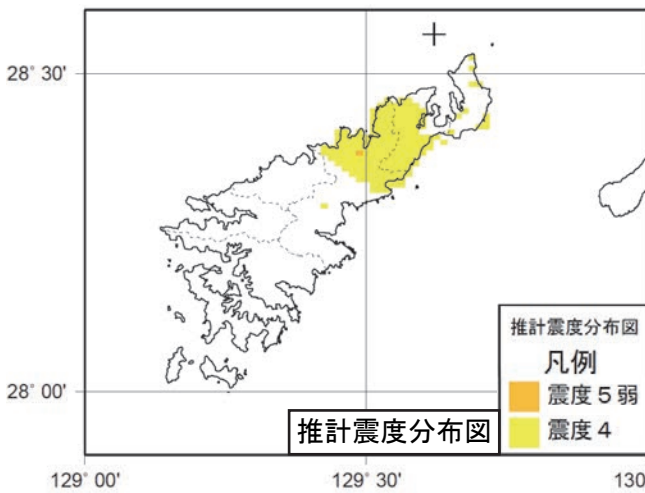 28° 30'
28° 00'
129° 00'
129° 30'
130
推計震度分布図
推計震度分布図
凡例
震度５弱
震度４